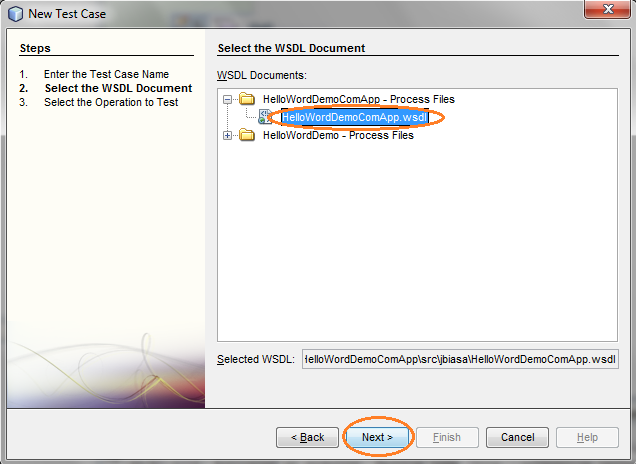 New Test Case
Steps
1. Enter the Test Case Name
2. Select the WSDL Document
3. Select the Operation to Test
Select the WSDL Document
WSDL Documents:
HelloWordDemoComApp - Process Files
HelloWordDemoComApp.wsdl
HelloWordDemo - Process Files
Selected WSDL: HelloWordDemoComApp\src\jbiasa\HelloWordDemoComApp.wsdl
< Back Next > Finish Cancel Help